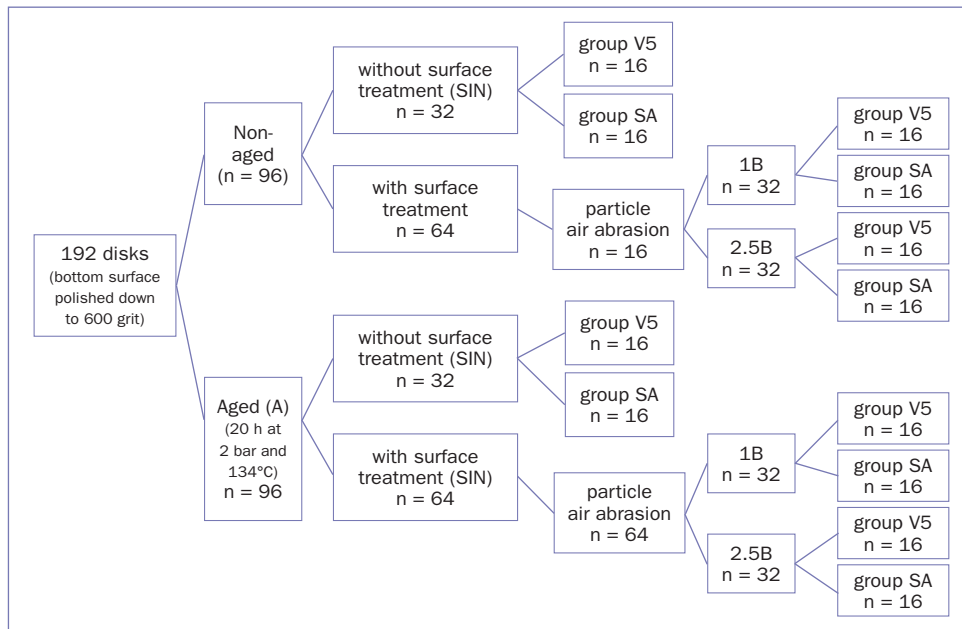 192 disks
(bottom surface
polished down
to 600 grit)
Non-
aged
(n = 96)
without surface
treatment (SIN)
n = 32
group V5
n = 16
group SA
n = 16
with surface
treatment
n = 64
particle
air abrasion
n = 16
1B
n = 32
group V5
n = 16
group SA
n = 16
2.5B
n = 32
group V5
n = 16
group SA
n = 16
Aged (A)
(20 h at
2 bar and
134°C)
n = 96
without surface
treatment (SIN)
n = 32
group V5
n = 16
group SA
n = 16
with surface
treatment (SIN)
n = 64
particle
air abrasion
n = 64
1B
n = 32
group V5
n = 16
group SA
n = 16
2.5B
n = 32
group V5
n = 16
group SA
n = 16